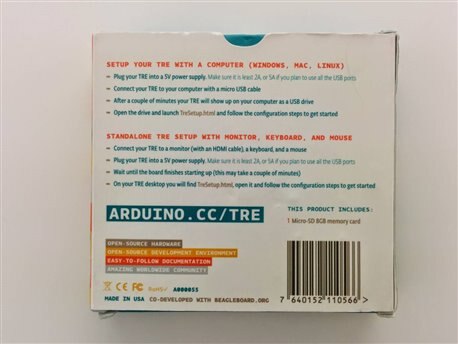 SETUP YOUR TRE WITH A COMPUTER (WINDOWS, MAC, LINUX)
Plug your TRE into a 5V power supply. Make sure it is least 2A, or 5A if you plan to use all the USB ports
Connect your TRE to your computer with a micro USB cable
After a couple of minutes your TRE will show up on your computer as a USB drive
Open the drive and launch TreSetup.html and follow the configuration steps to get started
STANDALONE TRE SETUP WITH MONITOR, KEYBOARD, AND MOUSE
Connect your TRE to a monitor (with an HDMI cable), a keyboard, and a mouse
Plug your TRE into a 5V power supply. Make sure it is least 2A, or 5A if you plan to use all the USB ports
Wait until the board finishes starting up (this may take a couple of minutes)
On your TRE desktop you will find TreSetup.html, open it and follow the configuration steps to get started
ARDUINO.CC/TRE
THIS PRODUCT INCLUDES:
1 Micro-SD 8GB memory card
OPEN-SOURCE HARDWARE
OPEN-SOURCE DEVELOPMENT ENVIRONMENT
EASY-TO-FOLLOW DOCUMENTATION
AMAZING WORLDWIDE COMMUNITY
FC CE RoHS✓ A000055
MADE IN USA CO-DEVELOPED WITH BEAGLEBOARD.ORG
7 640152 110566 >